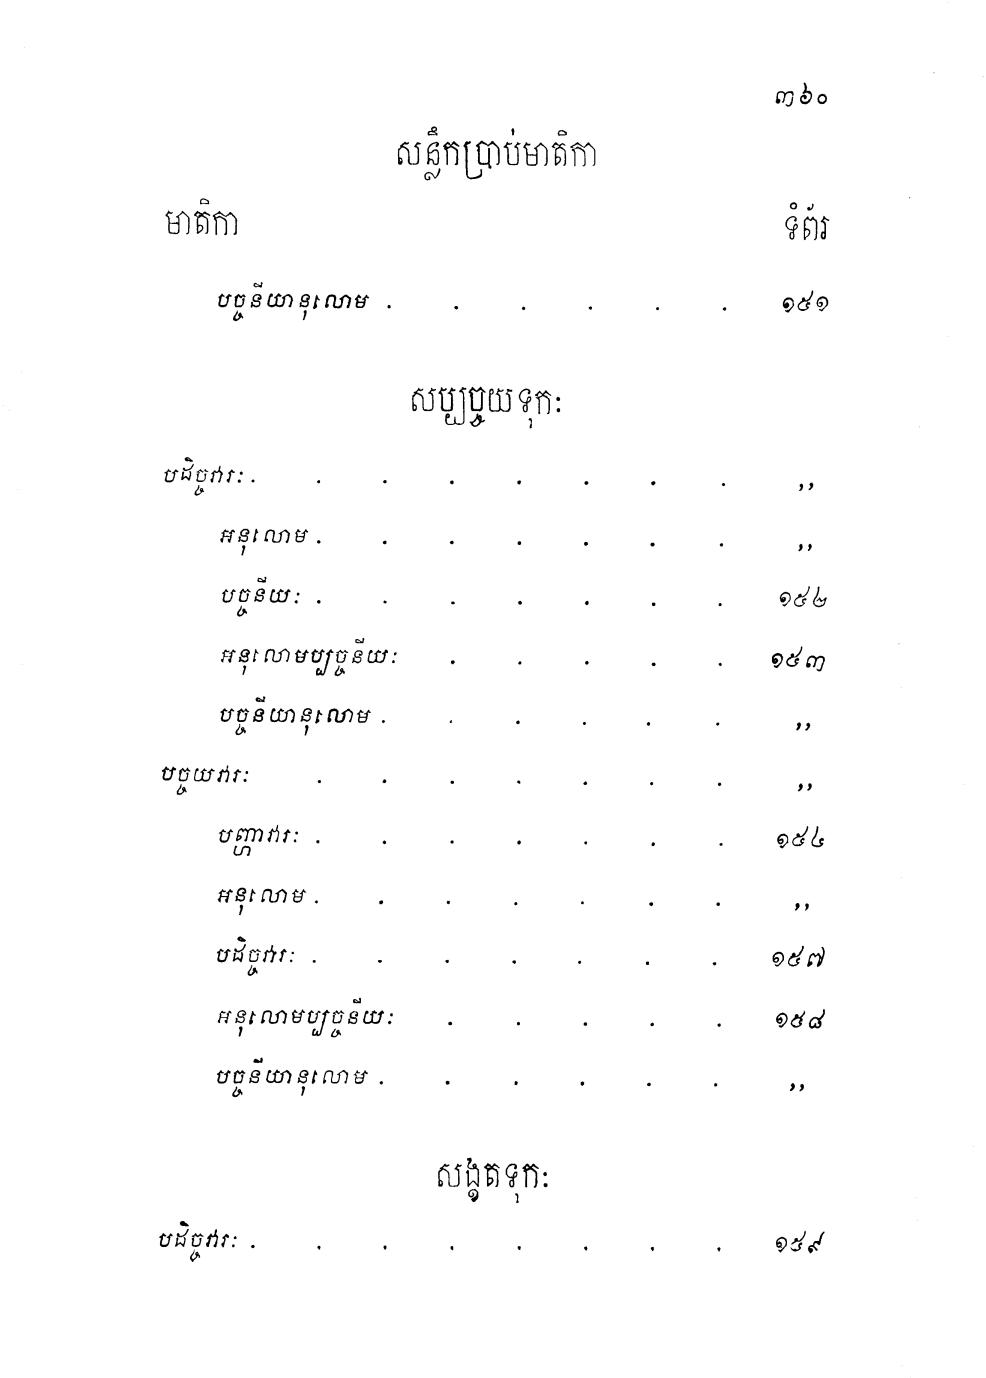 ៣៦០
សន្លឹកប្រាប់មាតិកា
មាតិកា ទំព័រ
បច្ចនីយានុលោម . . . . . . ១៥១
សប្បច្ចយទុកៈ
បដិច្ចវារៈ . . . . . . . . ,,
អនុលោម . . . . . . . ,,
បច្ចនីយៈ . . . . . . . ១៥២
អនុលោមប្បច្ចនីយៈ . . . . . ១៥៣
បច្ចនីយានុលោម . . . . . . ,,
បច្ចយវារៈ . . . . . . . ,,
បញ្ហាវារៈ . . . . . . . ១៥៤
អនុលោម . . . . . . . ,,
បដិច្ចវារៈ . . . . . . . ១៥៧
អនុលោមប្បច្ចនីយៈ . . . . . ១៥៨
បច្ចនីយានុលោម . . . . . . ,,
សង្ខតទុកៈ
បដិច្ចវារៈ . . . . . . . . ១៥៩